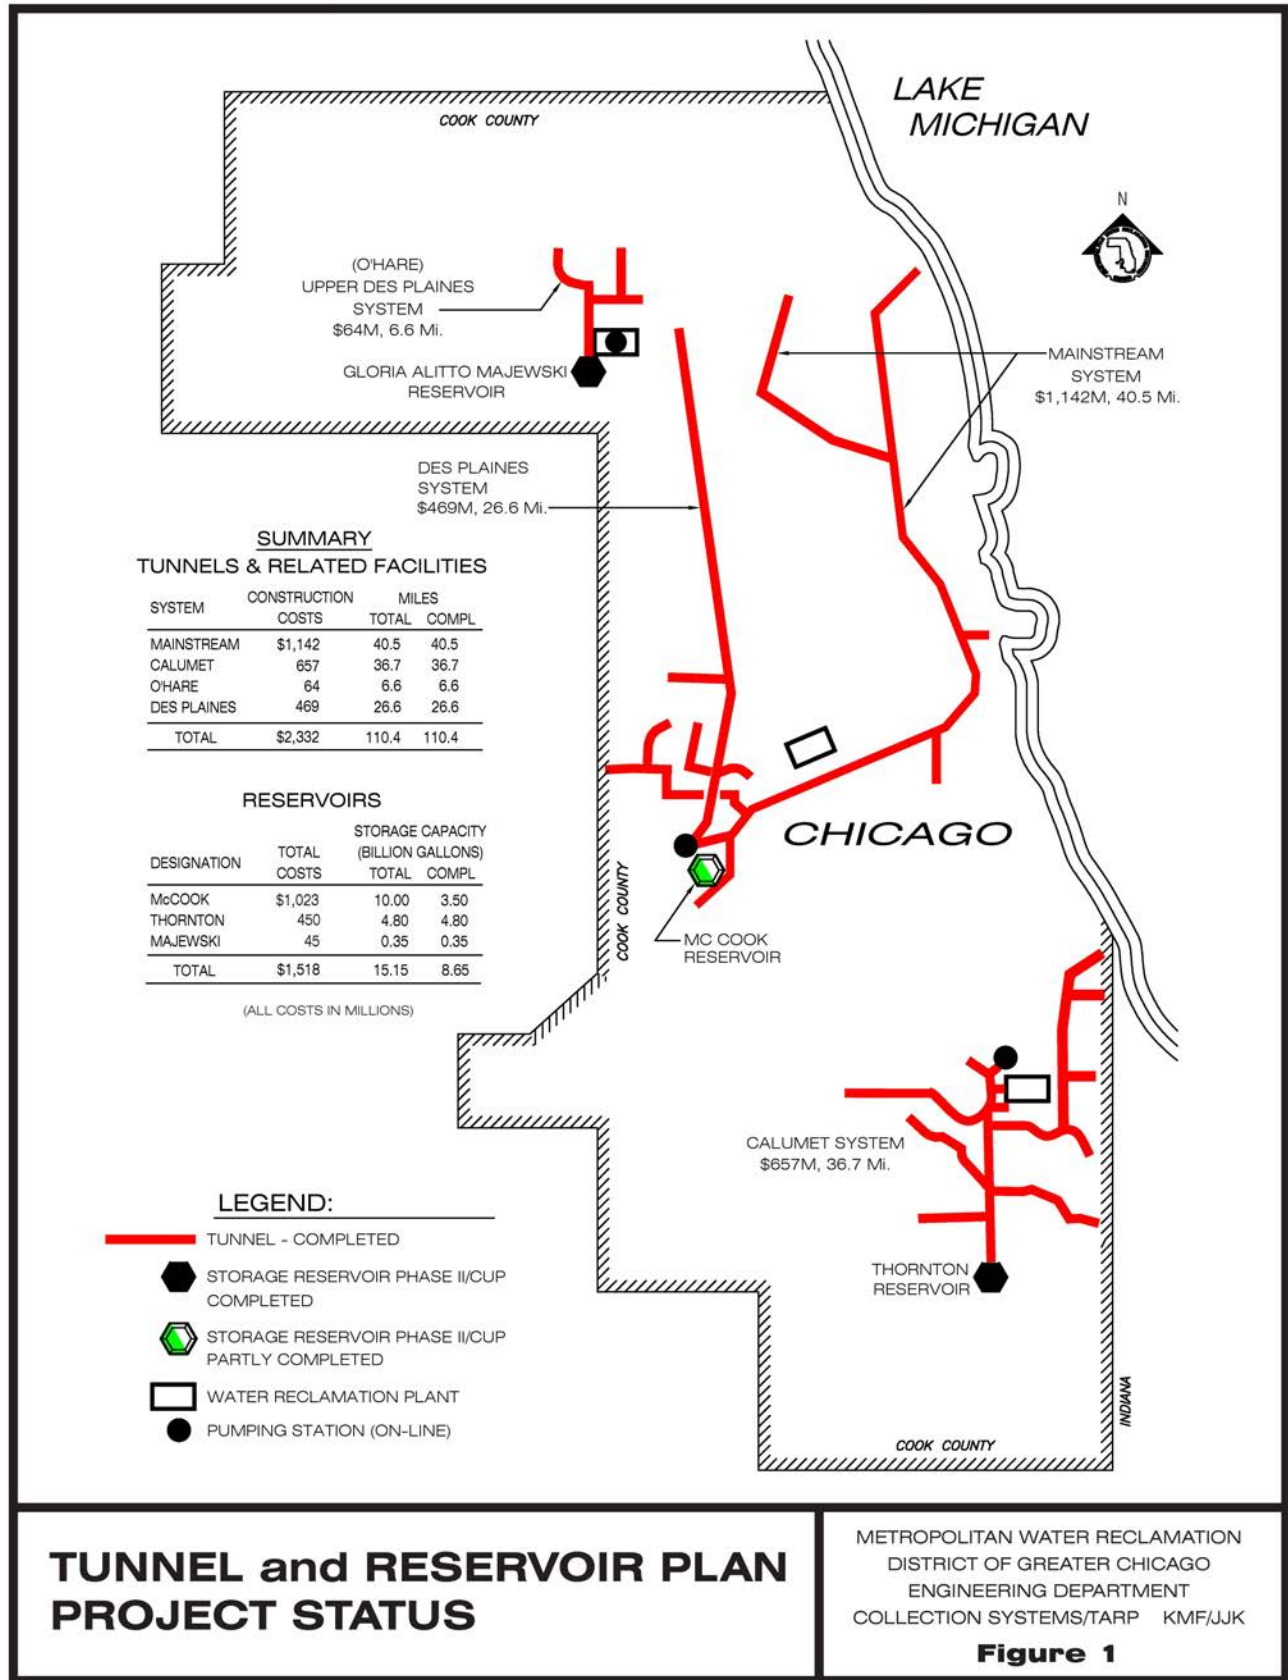 LAKE
MICHIGAN
COOK COUNTY
N
(O'HARE)
UPPER DES PLAINES
SYSTEM
$64M, 6.6 Mi.
GLORIA ALITTO MAJEWSKI
RESERVOIR
MAINSTREAM
SYSTEM
$1,142M, 40.5 Mi.
DES PLAINES
SYSTEM
$469M, 26.6 Mi.
SUMMARY
TUNNELS & RELATED FACILITIES
SYSTEM CONSTRUCTION COSTS MILES
TOTAL COMPL
MAINSTREAM $1,142 40.5 40.5
CALUMET 657 36.7 36.7
O'HARE 64 6.6 6.6
DES PLAINES 469 26.6 26.6
TOTAL $2,332 110.4 110.4
RESERVOIRS
DESIGNATION TOTAL COSTS STORAGE CAPACITY
(BILLION GALLONS)
TOTAL COMPL
McCOOK $1,023 10.00 3.50
THORNTON 450 4.80 4.80
MAJEWSKI 45 0.35 0.35
TOTAL $1,518 15.15 8.65
(ALL COSTS IN MILLIONS)
CHICAGO
COOK COUNTY
MC COOK
RESERVOIR
CALUMET SYSTEM
$657M, 36.7 Mi.
THORNTON
RESERVOIR
INDIANA
COOK COUNTY
LEGEND:
TUNNEL - COMPLETED
STORAGE RESERVOIR PHASE II/CUP
COMPLETED
STORAGE RESERVOIR PHASE II/CUP
PARTLY COMPLETED
WATER RECLAMATION PLANT
PUMPING STATION (ON-LINE)
TUNNEL and RESERVOIR PLAN
PROJECT STATUS
METROPOLITAN WATER RECLAMATION
DISTRICT OF GREATER CHICAGO
ENGINEERING DEPARTMENT
COLLECTION SYSTEMS/TARP KMF/JJK
Figure 1